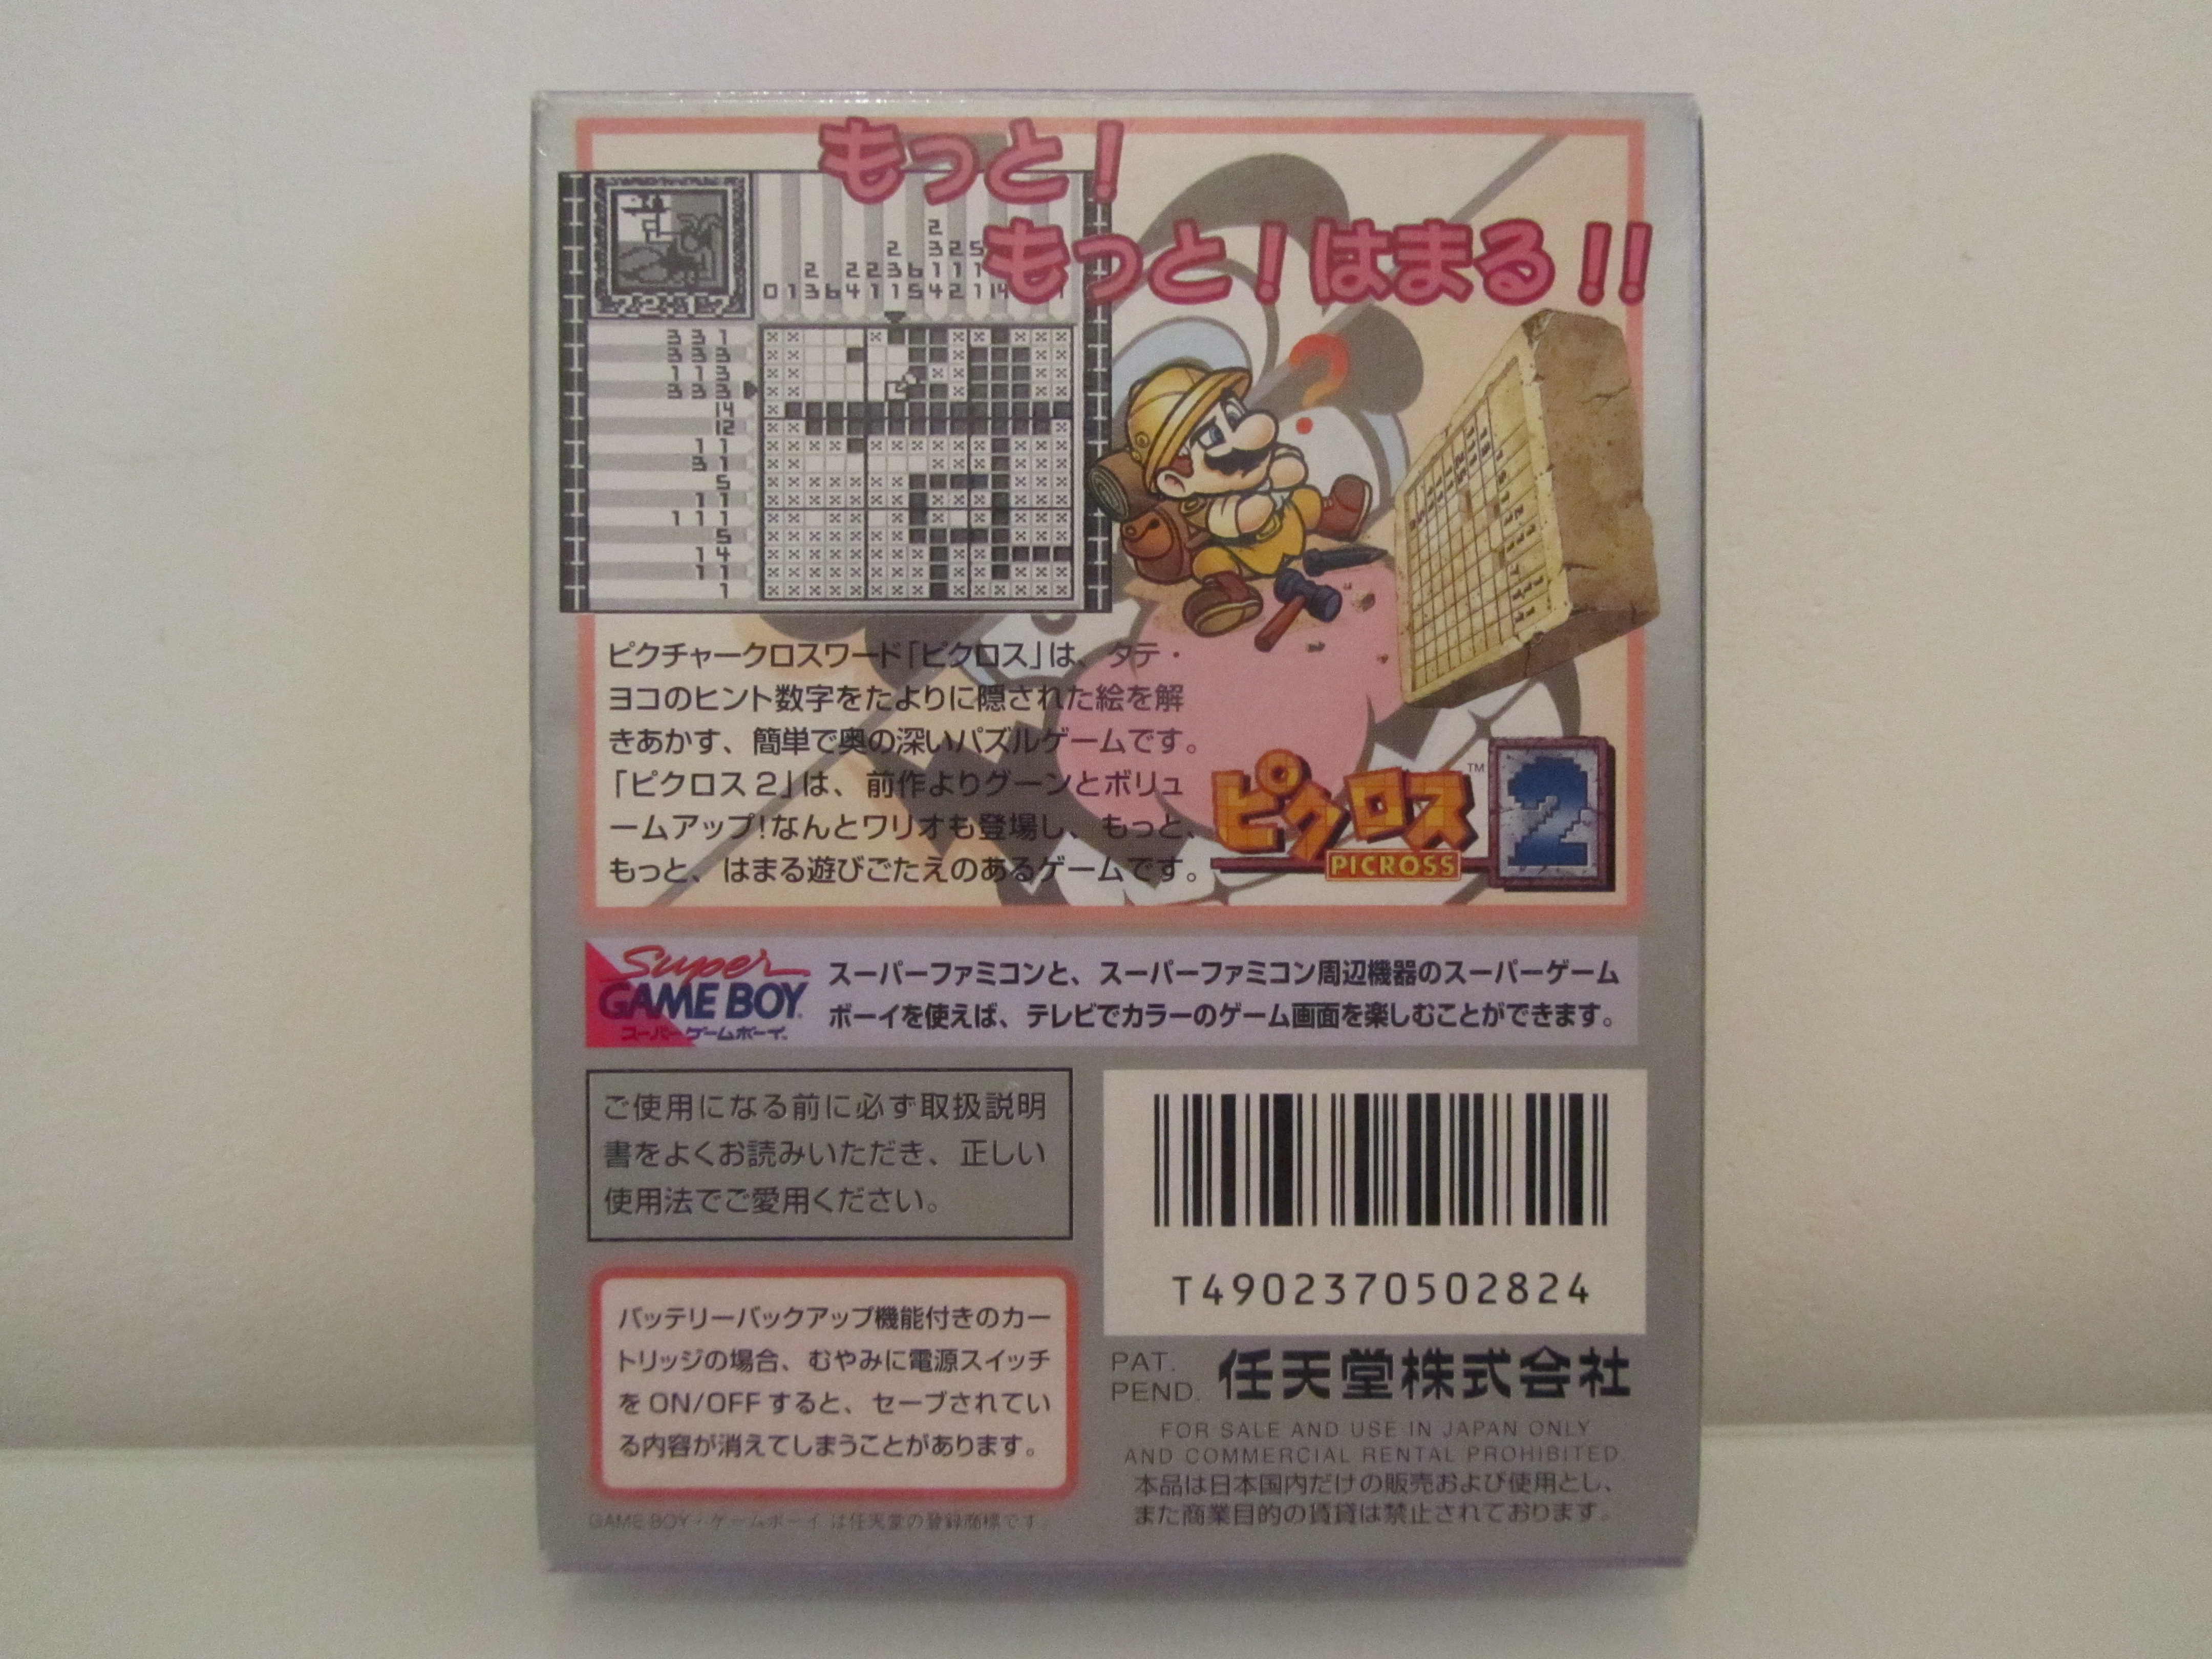 もっと！
もっと！はまる!!
ピクチャークロスワード「ピクロス」は、タテ・
ヨコのヒント数字をたよりに隠された絵を解
きあかす、簡単で奥の深いパズルゲームです。
「ピクロス2」は、前作よりグーンとボリュ
ームアップ!なんとワリオも登場し、もっと、
もっと、はまる遊びごたえのあるゲームです。
ピクロス™ 2
PICROSS
Super
GAME BOY
スーパーゲームボーイ
スーパーファミコンと、スーパーファミコン周辺機器のスーパーゲーム
ボーイを使えば、テレビでカラーのゲーム画面を楽しむことができます。
ご使用になる前に必ず取扱説明
書をよくお読みいただき、正しい
使用法でご愛用ください。
バッテリーバックアップ機能付きのカー
トリッジの場合、むやみに電源スイッチ
を ON/OFF すると、セーブされてい
る内容が消えてしまうことがあります。
GAME BOY・ゲームボーイ は任天堂の登録商標です。
T4902370502824
PAT.
PEND. 任天堂株式会社
FOR SALE AND USE IN JAPAN ONLY
AND COMMERCIAL RENTAL PROHIBITED.
本品は日本国内だけの販売および使用とし、
また商業目的の賃貸は禁止されております。